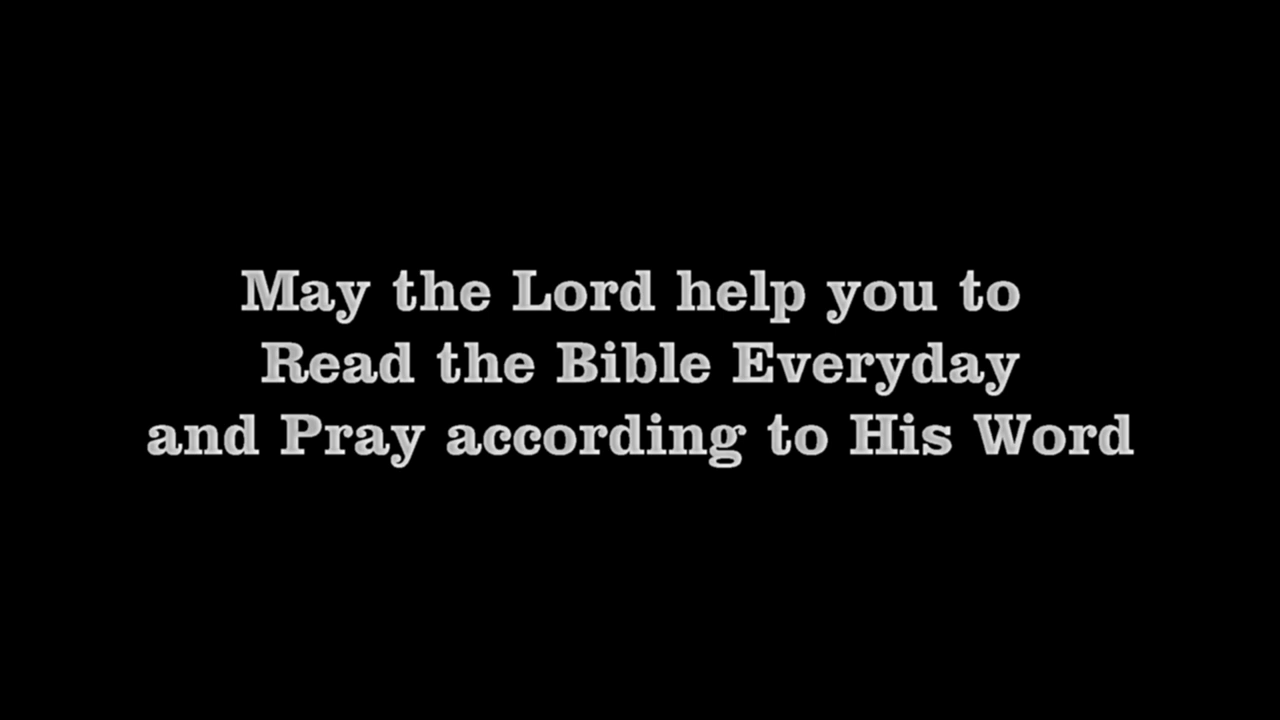 May the Lord help you to
Read the Bible Everyday
and Pray according to His Word